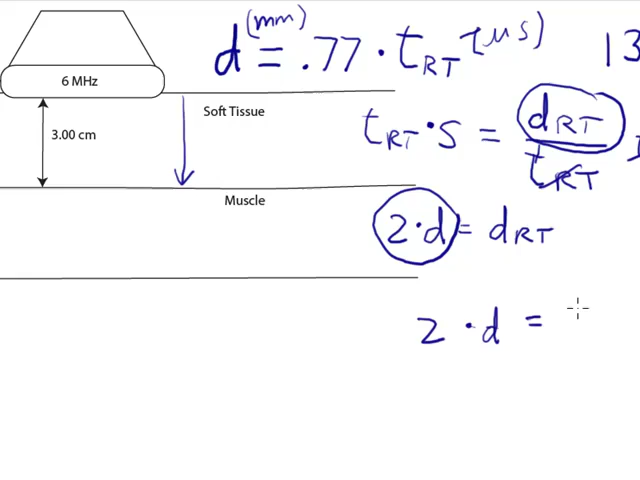 d (mm) = .77 · tRT (μs)
13
6 MHz
Soft Tissue
3.00 cm
tRT · S = dRT / tRT
Muscle
2 · d = dRT
2 · d =